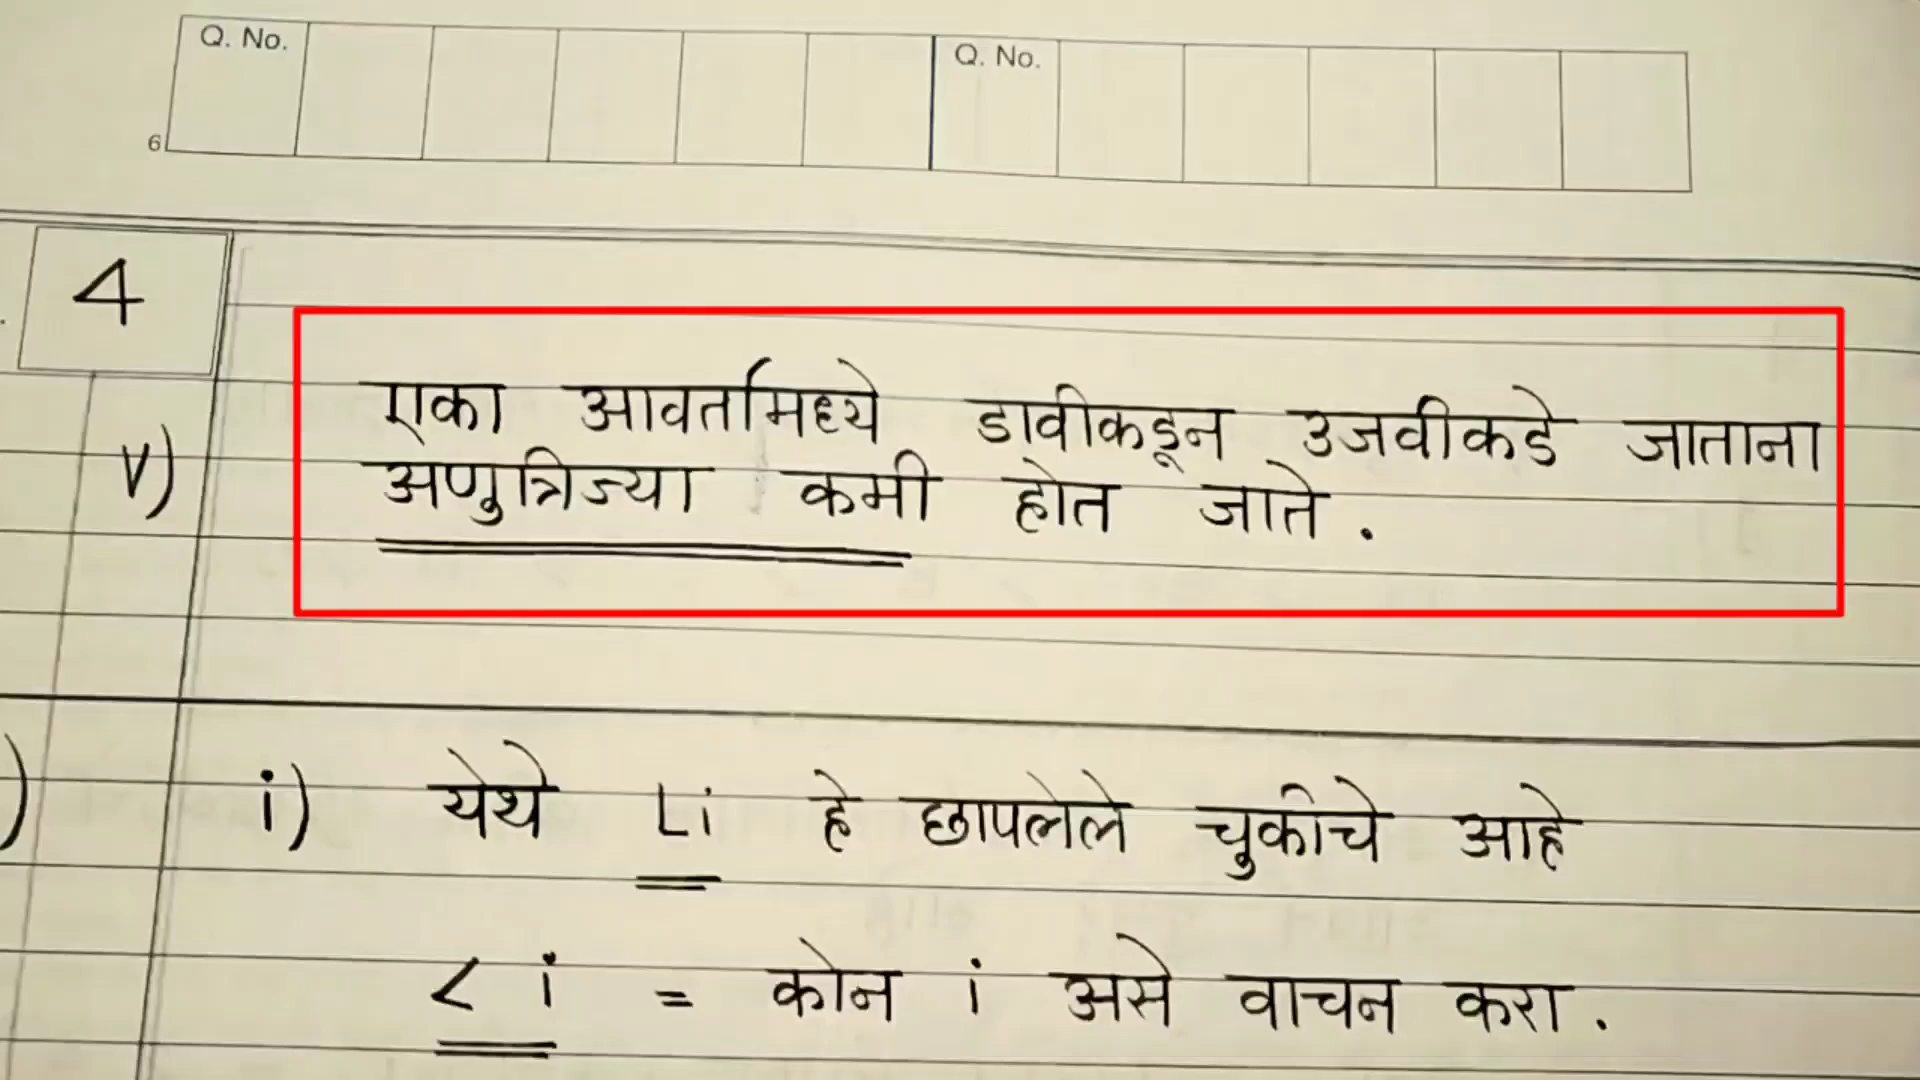 Q. No. Q. No.
6
4
v) एका आवर्तामध्ये डावीकडून उजवीकडे जाताना
अणुत्रिज्या कमी होत जाते.
i) येथे Li हे छापलेले चुकीचे आहे
< i = कोन i असे वाचन करा.